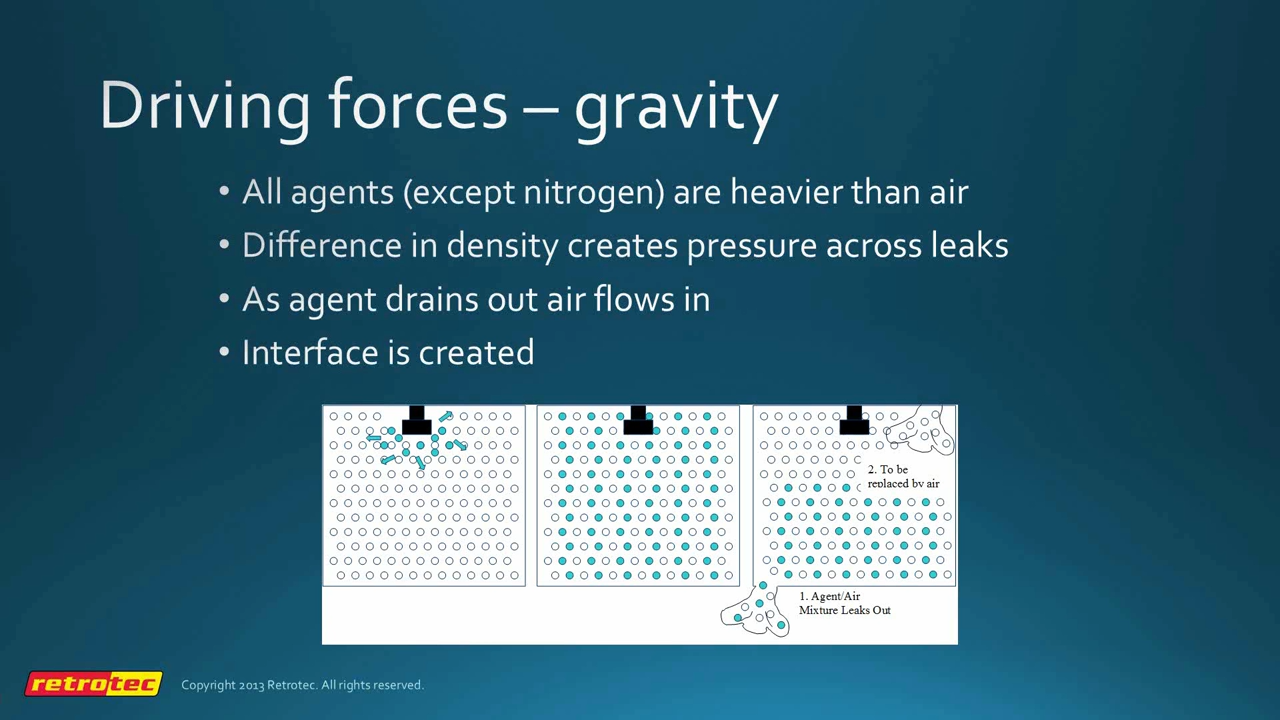 Driving forces – gravity
• All agents (except nitrogen) are heavier than air
• Difference in density creates pressure across leaks
• As agent drains out air flows in
• Interface is created
2. To be
replaced by air
1. Agent/Air
Mixture Leaks Out
retrotec
Copyright 2013 Retrotec. All rights reserved.